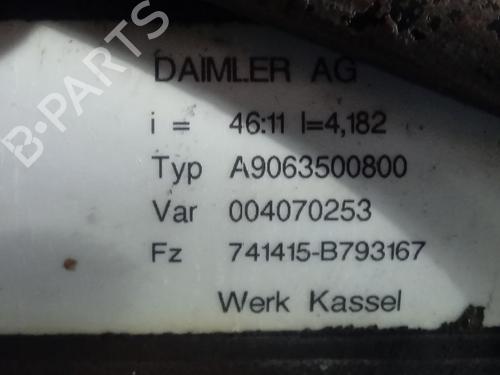 DAIMLER AG
i = 46:11 I=4,182
Typ A9063500800
Var 004070253
Fz 741415-B793167
Werk Kassel
B-PARTS